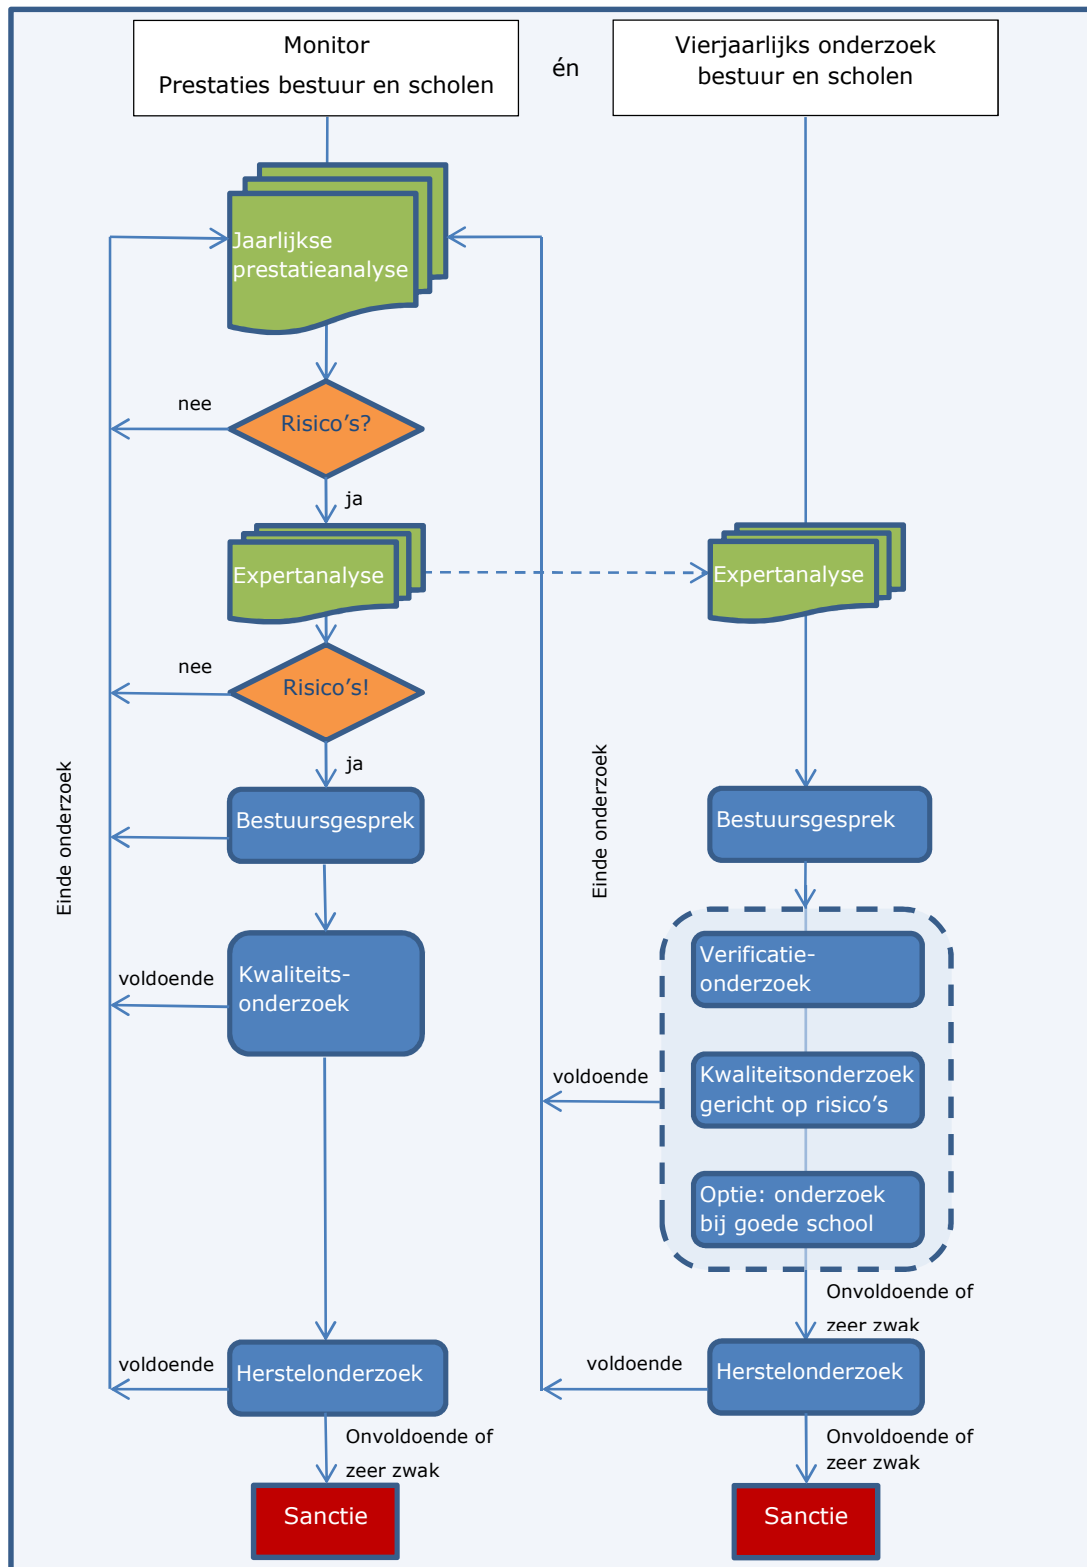 Monitor
Prestaties bestuur en scholen
én
Vierjaarlijks onderzoek
bestuur en scholen
Jaarlijkse
prestatieanalyse
nee
Risico's?
ja
Expertanalyse
Expertanalyse
nee
Risico's!
ja
Einde onderzoek
Bestuursgesprek
Einde onderzoek
Bestuursgesprek
voldoende
Kwaliteits-
onderzoek
Verificatie-
onderzoek
voldoende
Kwaliteitsonderzoek
gericht op risico's
Optie: onderzoek
bij goede school
Onvoldoende of
zeer zwak
voldoende
Herstelonderzoek
voldoende
Herstelonderzoek
Onvoldoende of
zeer zwak
Onvoldoende of
zeer zwak
Sanctie
Sanctie